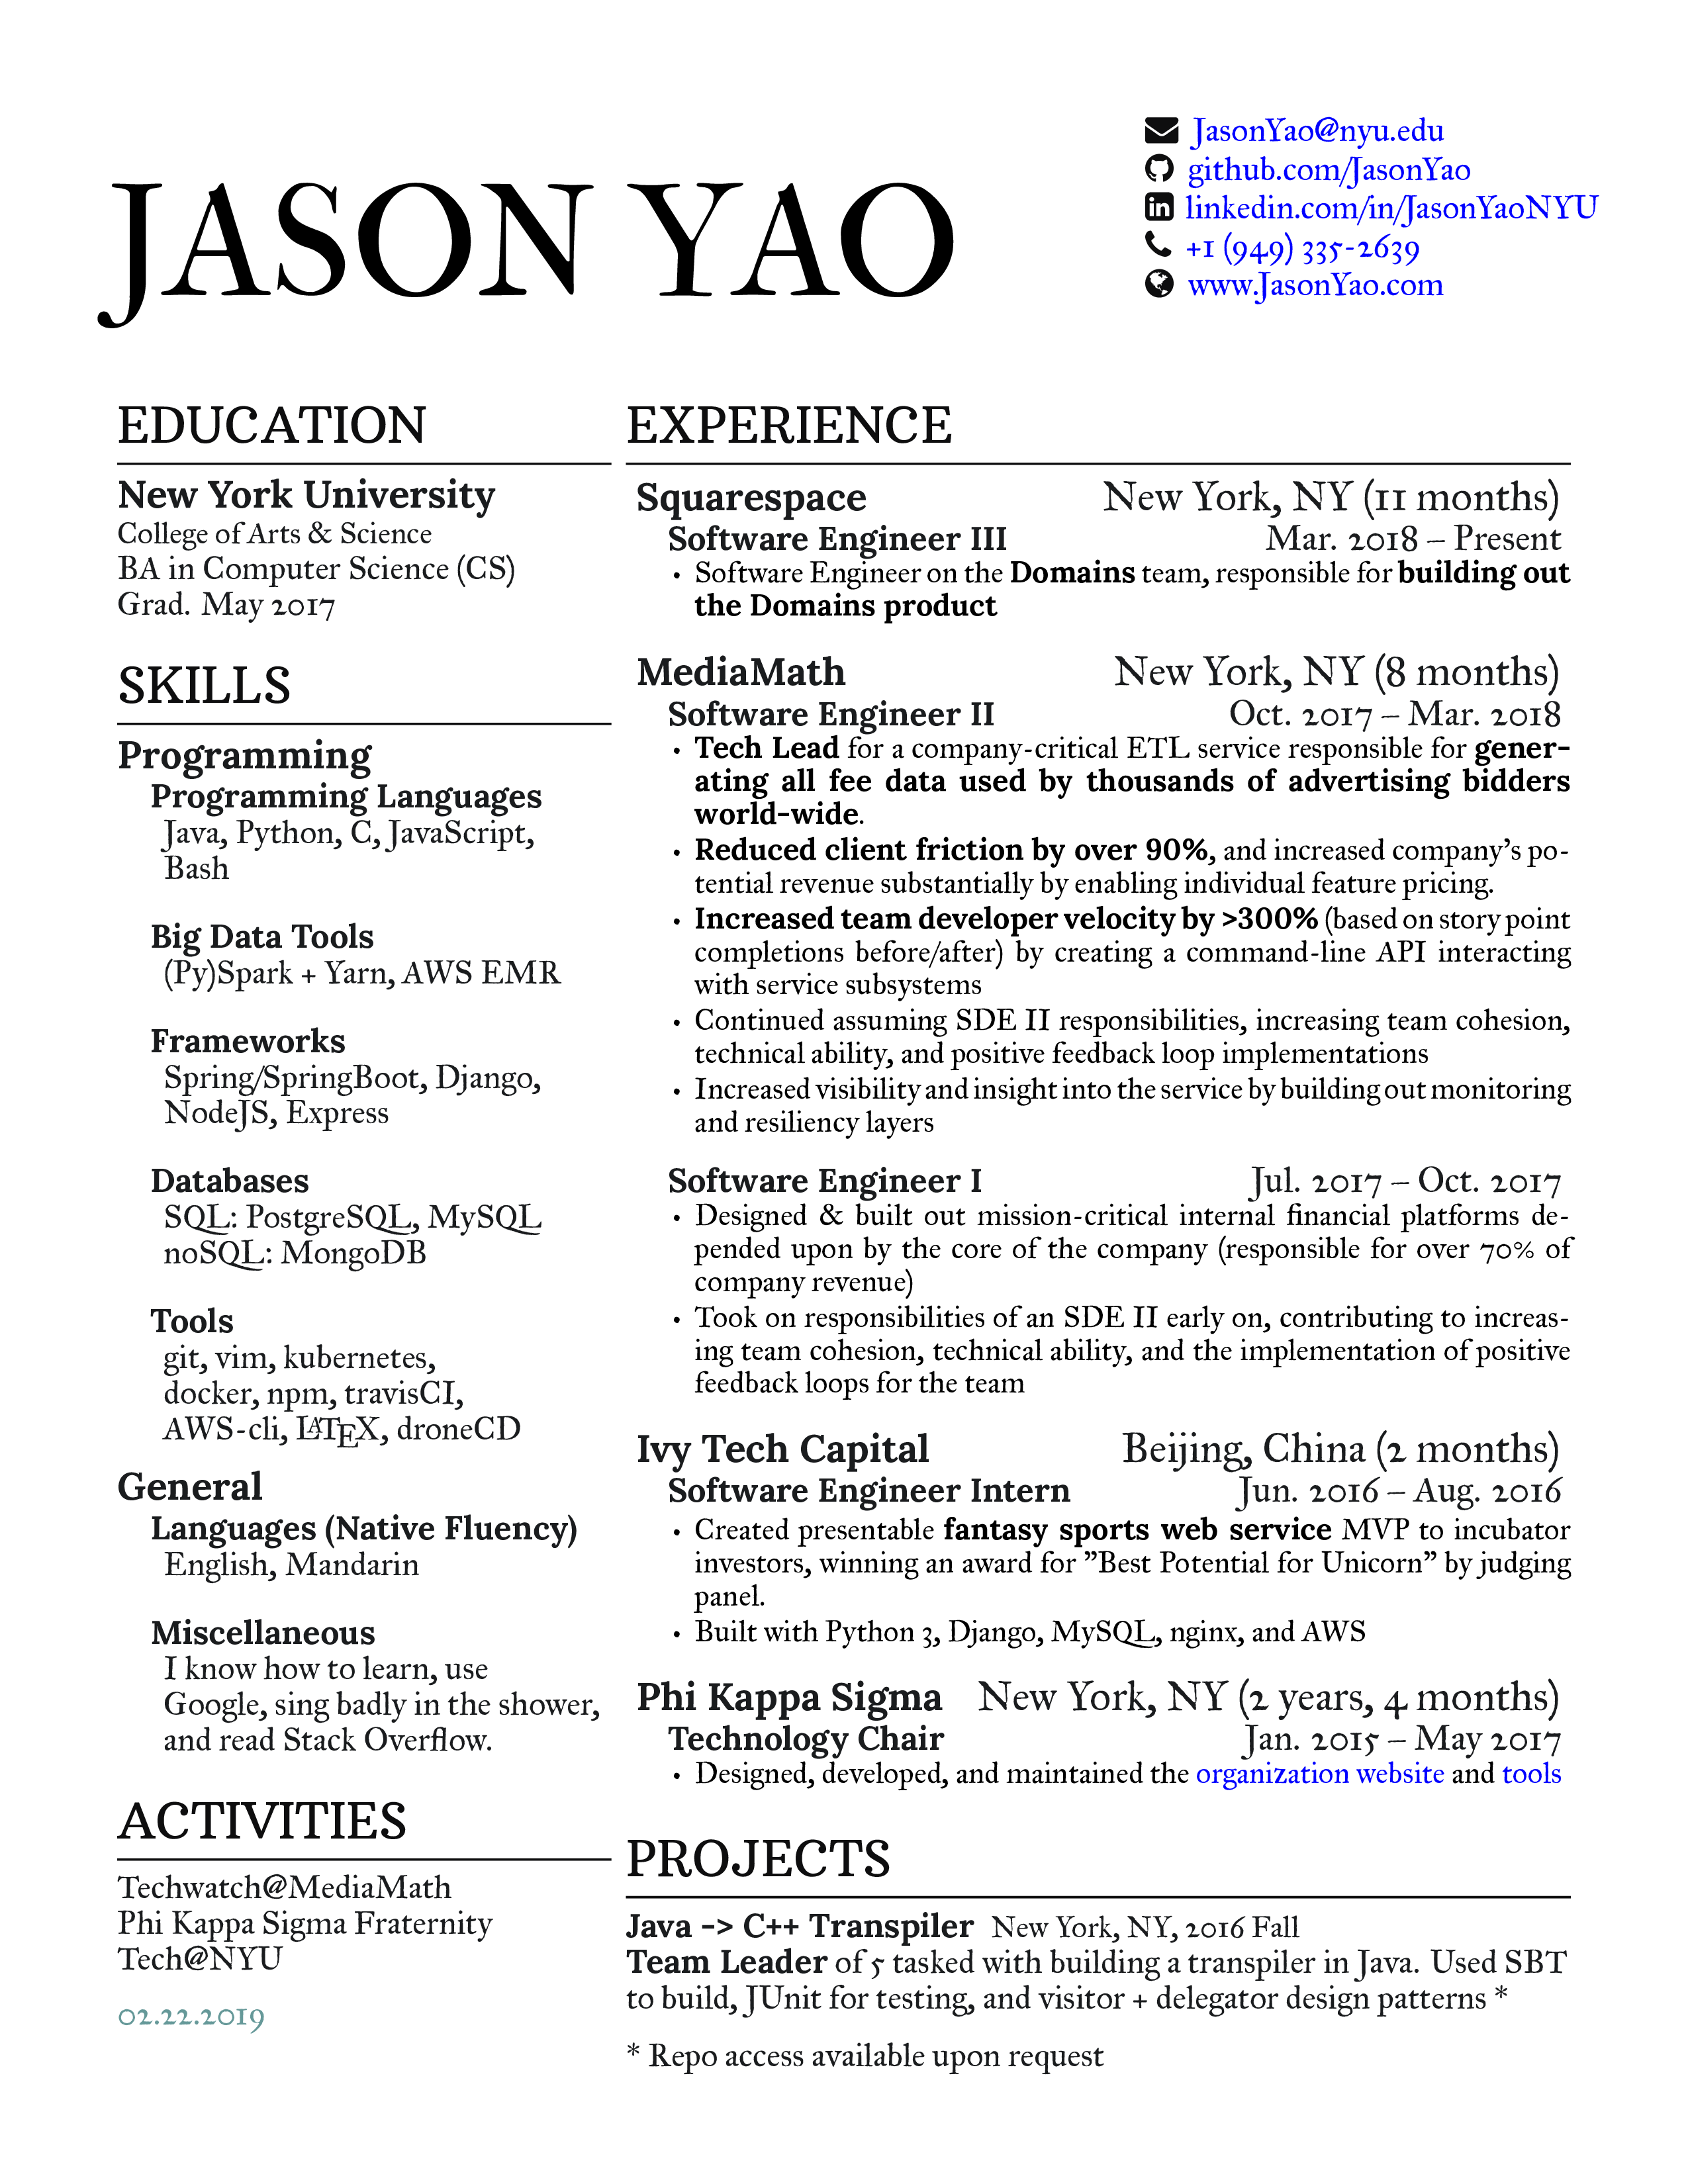 JASON YAO
JasonYao@nyu.edu
github.com/JasonYao
linkedin.com/in/JasonYaoNYU
+1 (949) 335-2639
www.JasonYao.com
EDUCATION
New York University
College of Arts & Science
BA in Computer Science (CS)
Grad. May 2017
SKILLS
Programming
Programming Languages
Java, Python, C, JavaScript,
Bash
Big Data Tools
(Py)Spark + Yarn, AWS EMR
Frameworks
Spring/SpringBoot, Django,
NodeJS, Express
Databases
SQL: PostgreSQL, MySQL
noSQL: MongoDB
Tools
git, vim, kubernetes,
docker, npm, travisCI,
AWS-cli, LATEX, droneCD
General
Languages (Native Fluency)
English, Mandarin
Miscellaneous
I know how to learn, use
Google, sing badly in the shower,
and read Stack Overflow.
ACTIVITIES
Techwatch@MediaMath
Phi Kappa Sigma Fraternity
Tech@NYU
02.22.2019
EXPERIENCE
Squarespace New York, NY (11 months)
Software Engineer III Mar. 2018 – Present
• Software Engineer on the Domains team, responsible for building out
the Domains product
MediaMath New York, NY (8 months)
Software Engineer II Oct. 2017 – Mar. 2018
• Tech Lead for a company-critical ETL service responsible for gener-
ating all fee data used by thousands of advertising bidders
world-wide.
• Reduced client friction by over 90%, and increased company's po-
tential revenue substantially by enabling individual feature pricing.
• Increased team developer velocity by >300% (based on story point
completions before/after) by creating a command-line API interacting
with service subsystems
• Continued assuming SDE II responsibilities, increasing team cohesion,
technical ability, and positive feedback loop implementations
• Increased visibility and insight into the service by building out monitoring
and resiliency layers
Software Engineer I Jul. 2017 – Oct. 2017
• Designed & built out mission-critical internal financial platforms de-
pended upon by the core of the company (responsible for over 70% of
company revenue)
• Took on responsibilities of an SDE II early on, contributing to increas-
ing team cohesion, technical ability, and the implementation of positive
feedback loops for the team
Ivy Tech Capital Beijing, China (2 months)
Software Engineer Intern Jun. 2016 – Aug. 2016
• Created presentable fantasy sports web service MVP to incubator
investors, winning an award for ”Best Potential for Unicorn” by judging
panel.
• Built with Python 3, Django, MySQL, nginx, and AWS
Phi Kappa Sigma New York, NY (2 years, 4 months)
Technology Chair Jan. 2015 – May 2017
• Designed, developed, and maintained the organization website and tools
PROJECTS
Java -> C++ Transpiler New York, NY, 2016 Fall
Team Leader of 5 tasked with building a transpiler in Java. Used SBT
to build, JUnit for testing, and visitor + delegator design patterns *
* Repo access available upon request